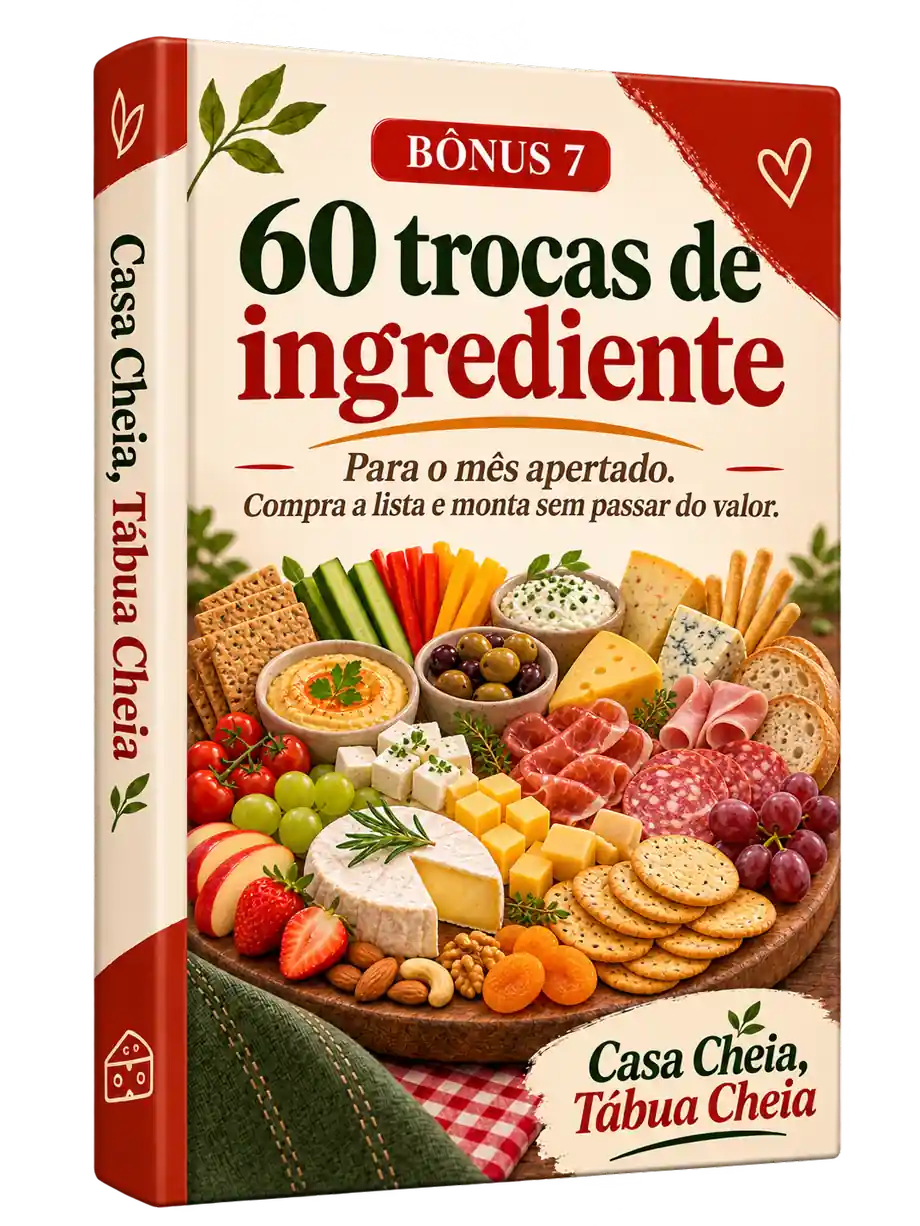 BÔNUS 7
60 trocas de
ingrediente
Para o mês apertado.
Compra a lista e monta sem passar do valor.
Casa Cheia, Tábua Cheia
Casa Cheia,
Tábua Cheia